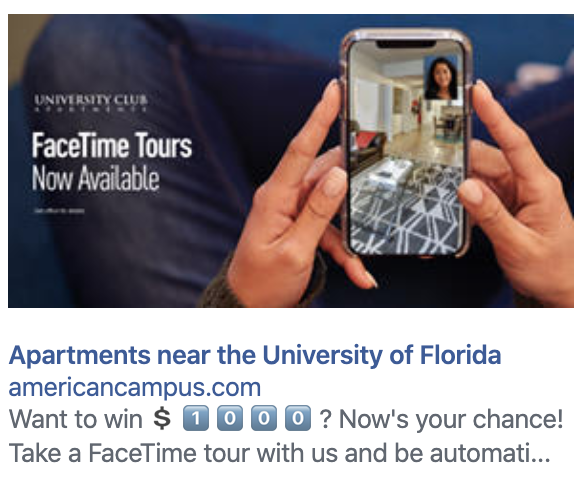 UNIVERSITY CLUB
APARTMENTS
FaceTime Tours
Now Available
Apartments near the University of Florida
americancampus.com
Want to win $ 1️⃣ 0️⃣ 0️⃣ 0️⃣ ? Now's your chance!
Take a FaceTime tour with us and be automati...